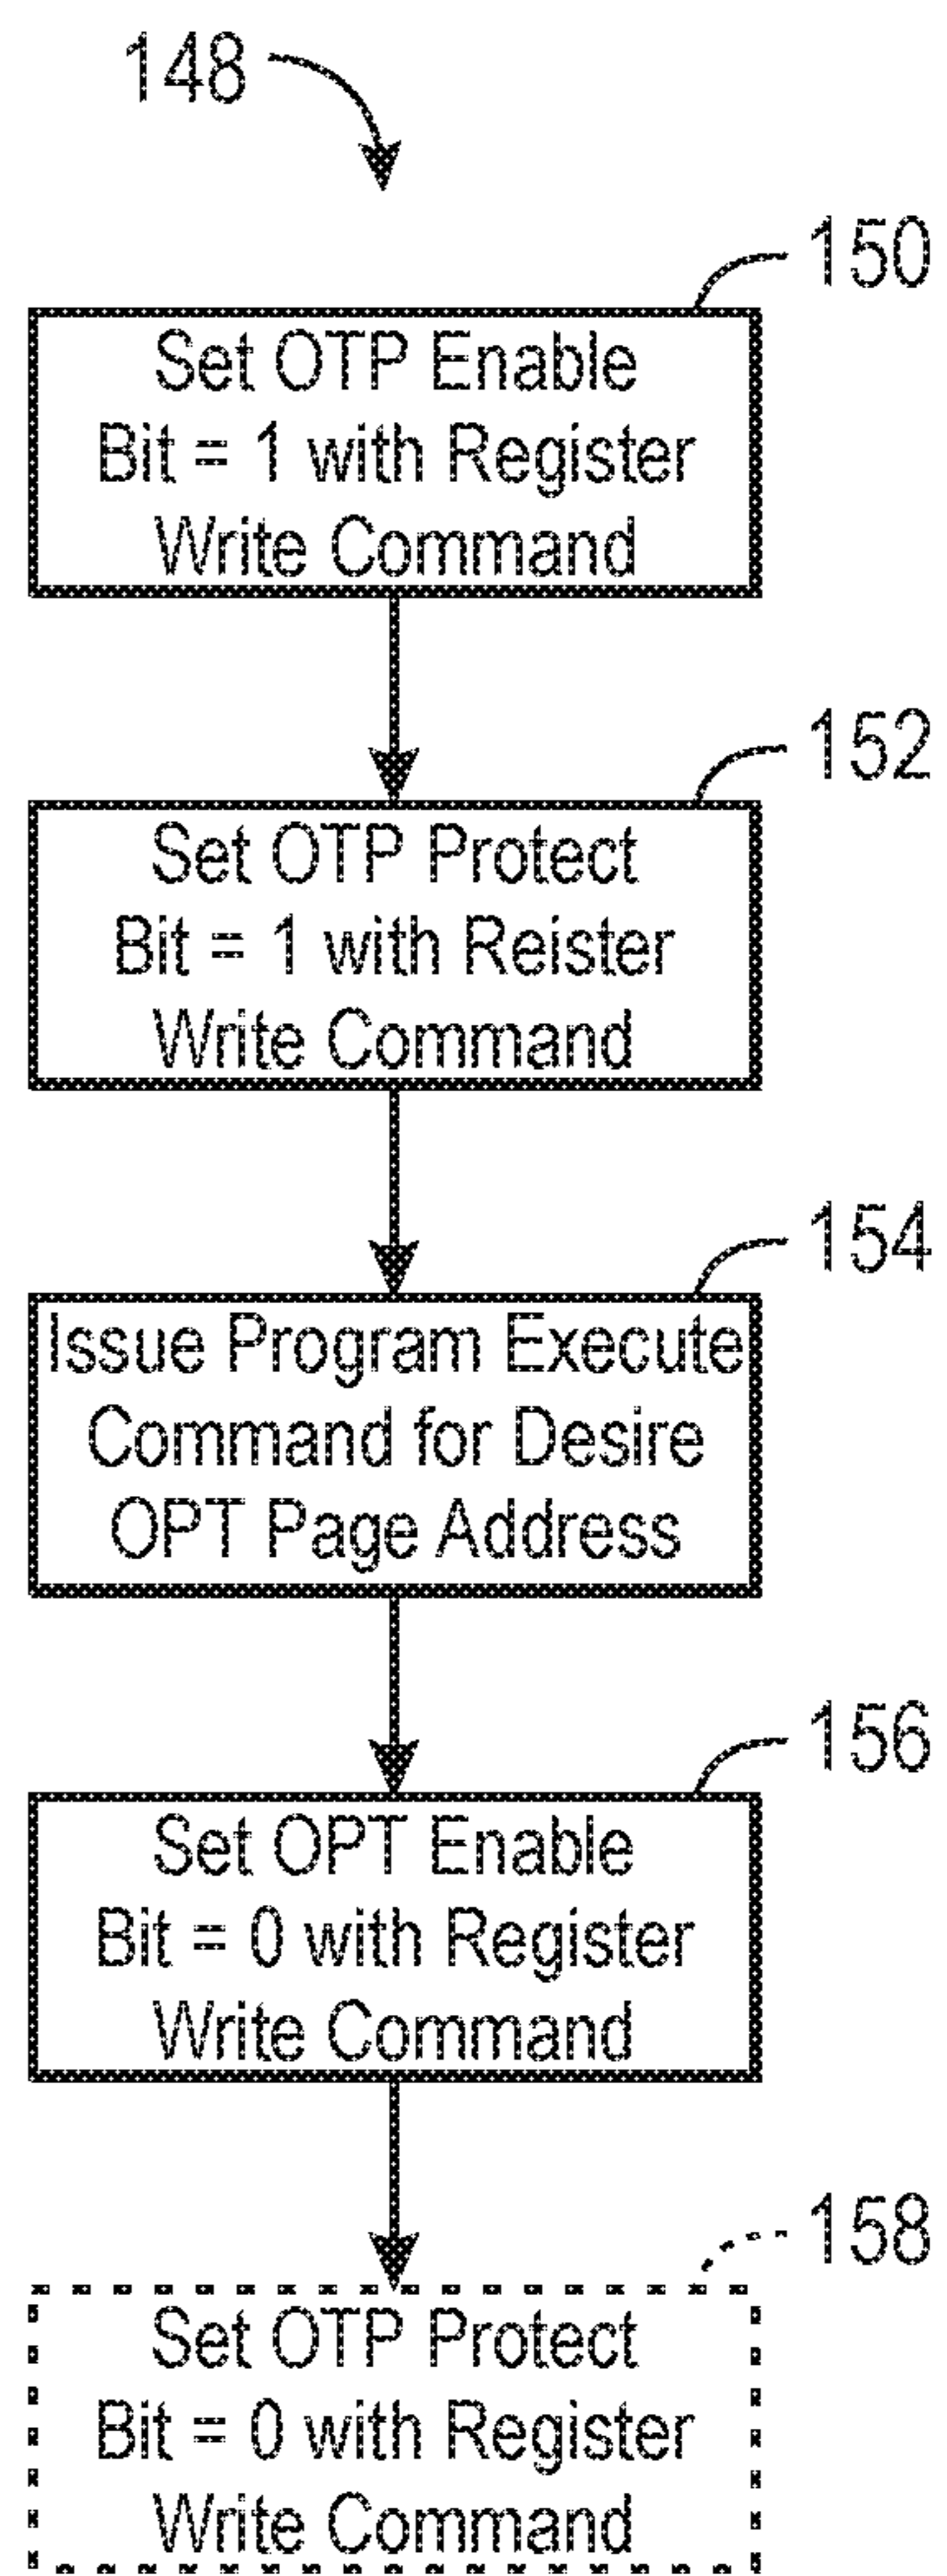 148
150
Set OTP Enable
Bit = 1 with Register
Write Command
152
Set OTP Protect
Bit = 1 with Reister
Write Command
154
Issue Program Execute
Command for Desire
OPT Page Address
156
Set OPT Enable
Bit = 0 with Register
Write Command
158
Set OTP Protect
Bit = 0 with Register
Write Command